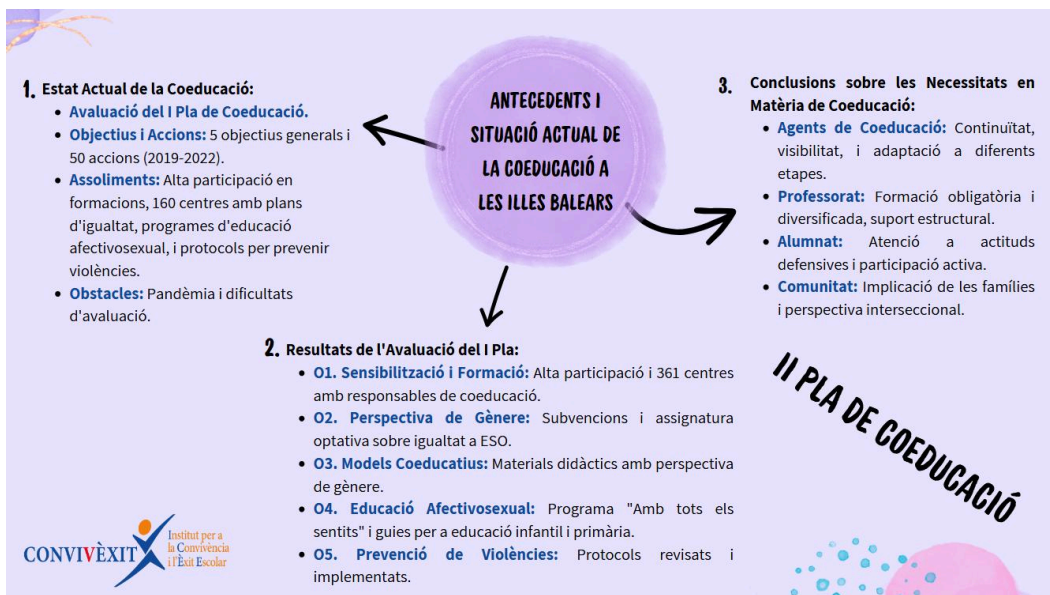 ANTECEDENTS I
SITUACIÓ ACTUAL DE
LA COEDUCACIÓ A
LES ILLES BALEARS
1. Estat Actual de la Coeducació:
• Avaluació del I Pla de Coeducació.
• Objectius i Accions: 5 objectius generals i
50 accions (2019-2022).
• Assoliments: Alta participació en
formacions, 160 centres amb plans
d'igualtat, programes d'educació
afectivosexual, i protocols per prevenir
violències.
• Obstacles: Pandèmia i dificultats
d'avaluació.
2. Resultats de l'Avaluació del I Pla:
• O1. Sensibilització i Formació: Alta participació i 361 centres
amb responsables de coeducació.
• O2. Perspectiva de Gènere: Subvencions i assignatura
optativa sobre igualtat a ESO.
• O3. Models Coeducatius: Materials didàctics amb perspectiva
de gènere.
• O4. Educació Afectivosexual: Programa "Amb tots els
sentits" i guies per a educació infantil i primària.
• O5. Prevenció de Violències: Protocols revisats i
implementats.
3. Conclusions sobre les Necessitats en
Matèria de Coeducació:
• Agents de Coeducació: Continuïtat,
visibilitat, i adaptació a diferents
etapes.
• Professorat: Formació obligatòria i
diversificada, suport estructural.
• Alumnat: Atenció a actituds
defensives i participació activa.
• Comunitat: Implicació de les famílies
i perspectiva interseccional.
II PLA DE COEDUCACIÓ
CONVIVÈXIT
Institut per a
la Convivència
i l'Èxit Escolar